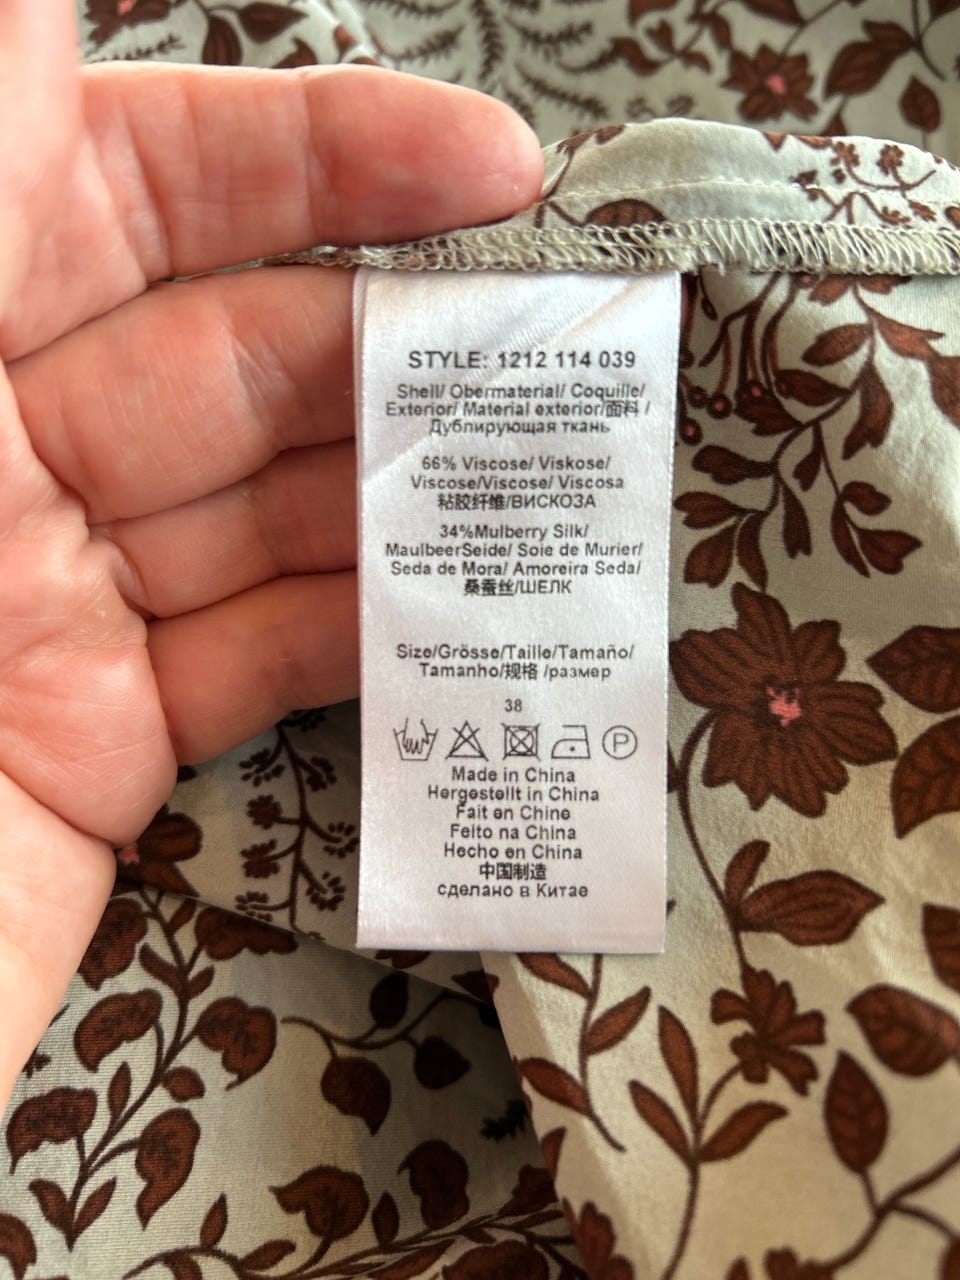 STYLE: 1212 114 039
Shell/ Obermaterial/ Coquille/
Exterior/ Material exterior/面料 /
Дублирующая ткань
66% Viscose/ Viskose/
Viscose/Viscose/ Viscosa
粘胶纤维/ВИСКОЗА
34%Mulberry Silk/
MaulbeerSeide/ Soie de Murier/
Seda de Mora/ Amoreira Seda/
桑蚕丝/ШЕЛК
Size/Grösse/Taille/Tamaño/
Tamanho/规格 /размер
38
P
Made in China
Hergestellt in China
Fait en Chine
Feito na China
Hecho en China
中国制造
сделано в Китае